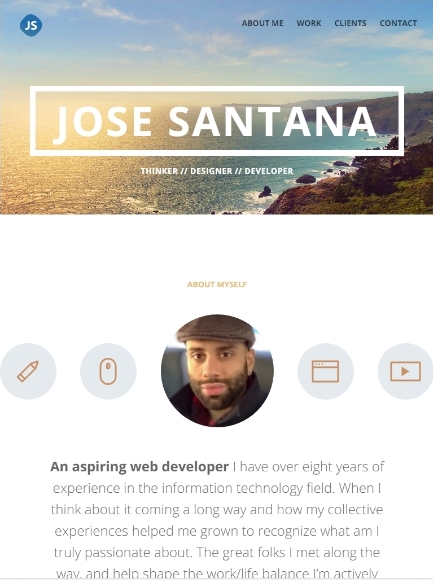 JS
ABOUT ME WORK CLIENTS CONTACT
JOSE SANTANA
THINKER // DESIGNER // DEVELOPER
ABOUT MYSELF
An aspiring web developer I have over eight years of
experience in the information technology field. When I
think about it coming a long way and how my collective
experiences helped me grown to recognize what am I
truly passionate about. The great folks I met along the
way, and help shape the work/life balance I'm actively